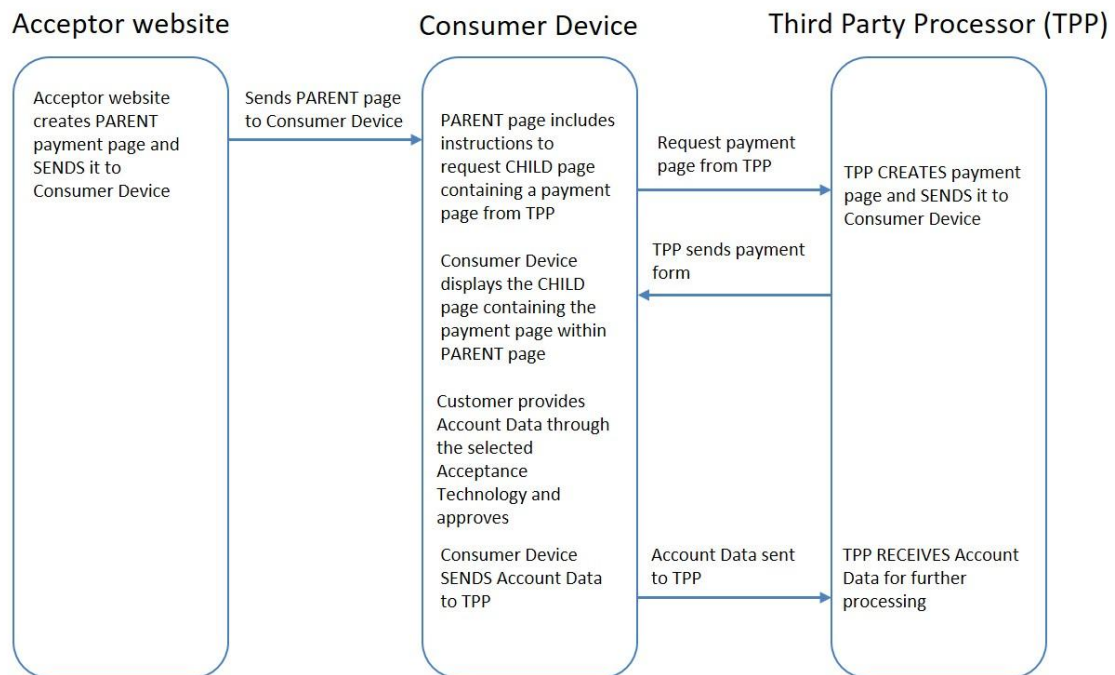 Acceptor website
Consumer Device
Third Party Processor (TPP)
Acceptor website
creates PARENT
payment page and
SENDS it to
Consumer Device
Sends PARENT page
to Consumer Device
PARENT page includes
instructions to
request CHILD page
containing a payment
page from TPP
Request payment
page from TPP
TPP CREATES payment
page and SENDS it to
Consumer Device
TPP sends payment
form
Consumer Device
displays the CHILD
page containing the
payment page within
PARENT page
Customer provides
Account Data through
the selected
Acceptance
Technology and
approves
Consumer Device
SENDS Account Data
to TPP
Account Data sent
to TPP
TPP RECEIVES Account
Data for further
processing